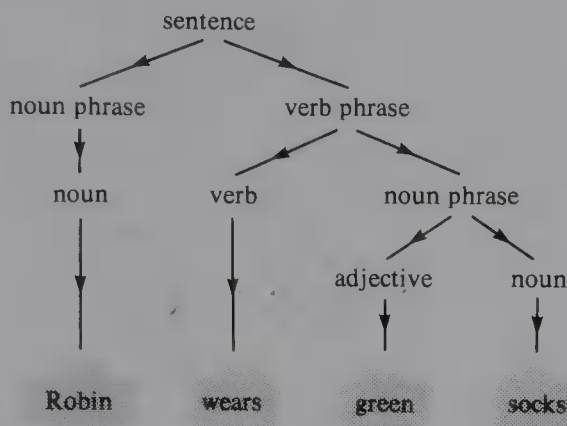 sentence
noun phrase verb phrase
noun verb noun phrase
adjective noun
Robin wears green socks